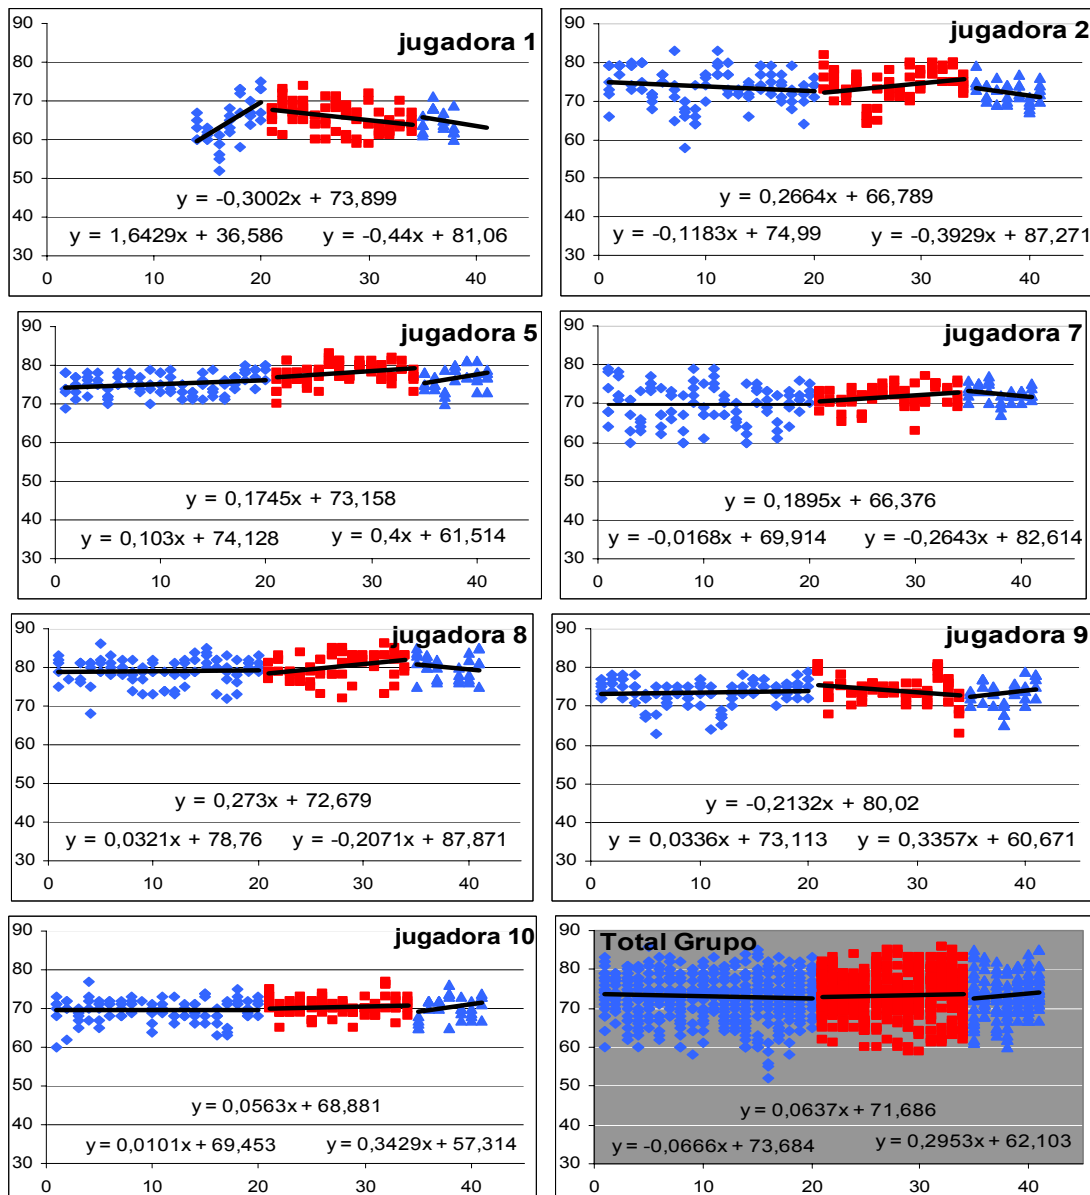 jugadora 1
90
80
70
60
50
40
30
y = -0,3002x + 73,899
y = 1,6429x + 36,586 y = -0,44x + 81,06
0 10 20 30 40
jugadora 2
90
80
70
60
50
40
30
y = 0,2664x + 66,789
y = -0,1183x + 74,99 y = -0,3929x + 87,271
0 10 20 30 40
jugadora 5
90
80
70
60
50
40
30
y = 0,1745x + 73,158
y = 0,103x + 74,128 y = 0,4x + 61,514
0 10 20 30 40
jugadora 7
90
80
70
60
50
40
30
y = 0,1895x + 66,376
y = -0,0168x + 69,914 y = -0,2643x + 82,614
0 10 20 30 40
jugadora 8
90
80
70
60
50
40
30
y = 0,273x + 72,679
y = 0,0321x + 78,76 y = -0,2071x + 87,871
0 10 20 30 40
jugadora 9
90
80
70
60
50
40
30
y = -0,2132x + 80,02
y = 0,0336x + 73,113 y = 0,3357x + 60,671
0 10 20 30 40
jugadora 10
90
80
70
60
50
40
30
y = 0,0563x + 68,881
y = 0,0101x + 69,453 y = 0,3429x + 57,314
0 10 20 30 40
Total Grupo
90
80
70
60
50
40
30
y = 0,0637x + 71,686
y = -0,0666x + 73,684 y = 0,2953x + 62,103
0 10 20 30 40